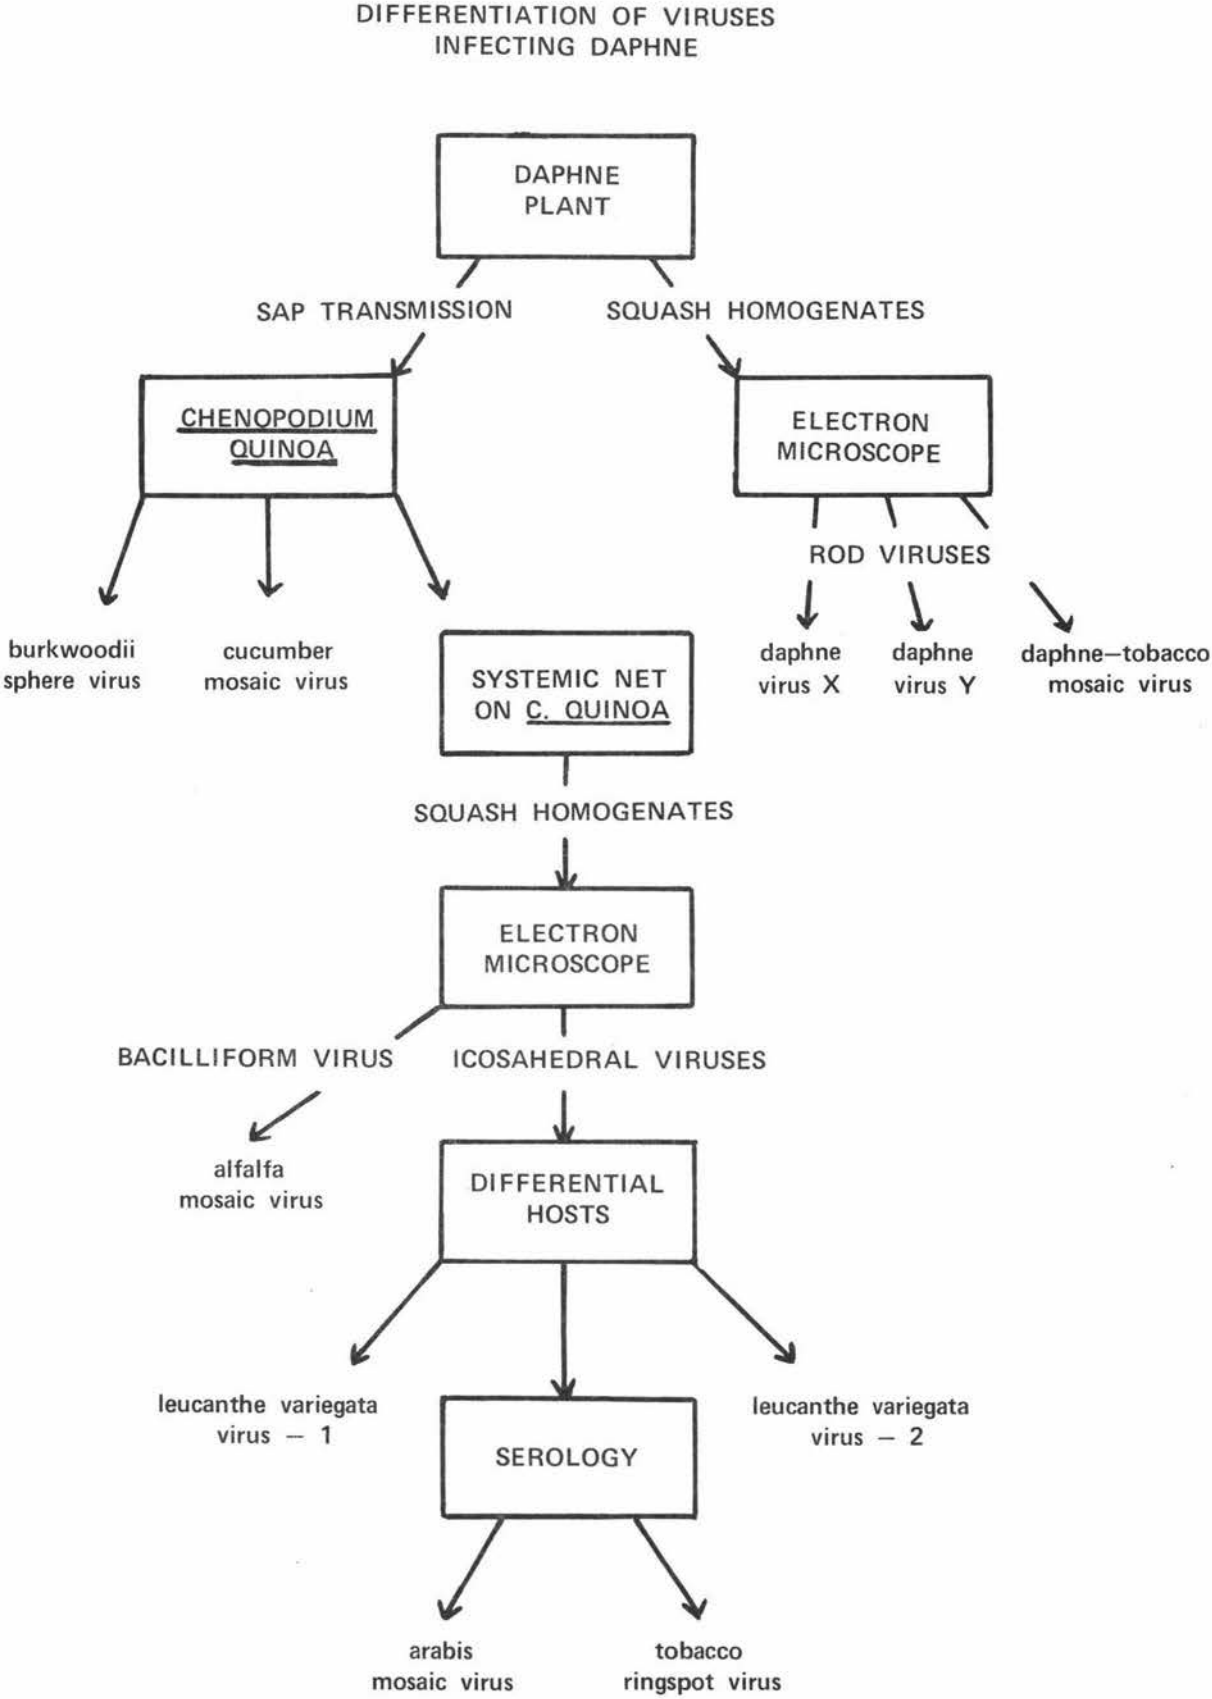 DIFFERENTIATION OF VIRUSES
INFECTING DAPHNE
DAPHNE
PLANT
SAP TRANSMISSION
SQUASH HOMOGENATES
CHENOPODIUM
QUINOA
ELECTRON
MICROSCOPE
ROD VIRUSES
burkwoodii
sphere virus
cucumber
mosaic virus
SYSTEMIC NET
ON C. QUINOA
daphne
virus X
daphne
virus Y
daphne–tobacco
mosaic virus
SQUASH HOMOGENATES
ELECTRON
MICROSCOPE
BACILLIFORM VIRUS
ICOSAHEDRAL VIRUSES
alfalfa
mosaic virus
DIFFERENTIAL
HOSTS
leucanthe variegata
virus – 1
SEROLOGY
leucanthe variegata
virus – 2
arabis
mosaic virus
tobacco
ringspot virus